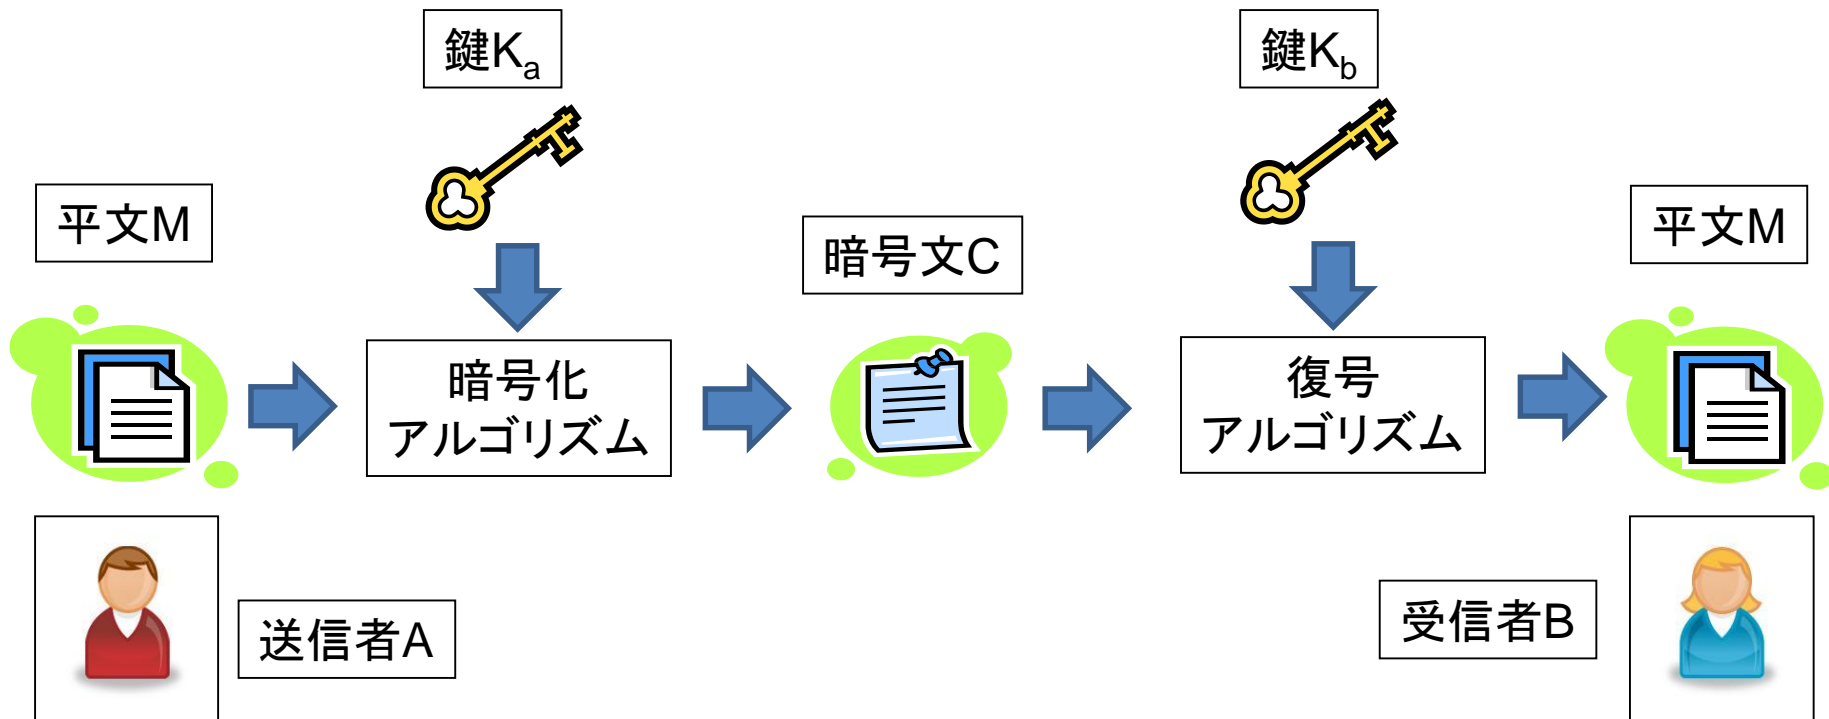 鍵Ka
鍵Kb
平文M
暗号文C
平文M
暗号化
アルゴリズム
復号
アルゴリズム
送信者A
受信者B